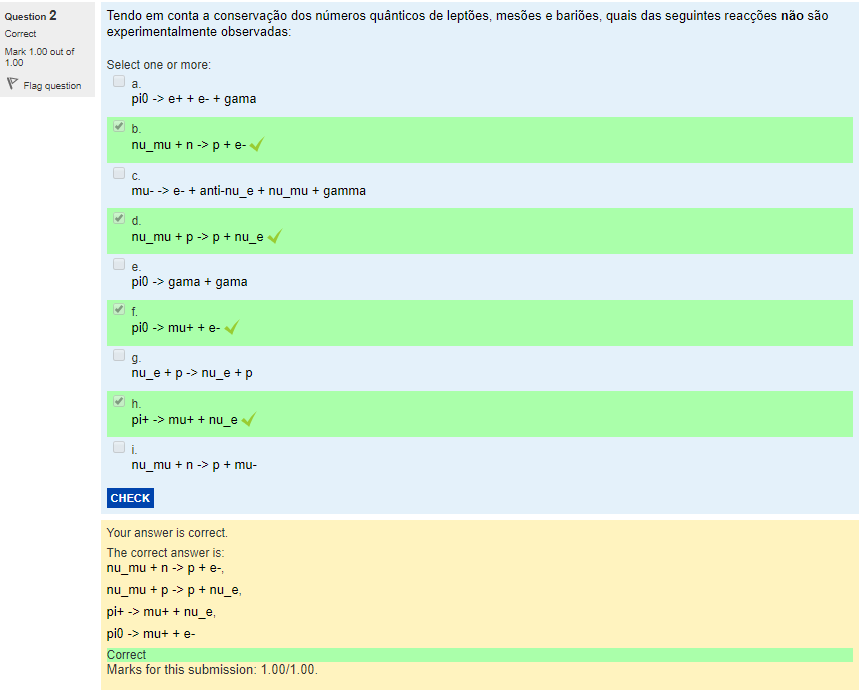 Question 2
Correct
Mark 1.00 out of
1.00
Flag question
Tendo em conta a conservação dos números quânticos de leptões, mesões e bariões, quais das seguintes reacções não são
experimentalmente observadas:
Select one or more:
a.
pi0 -> e+ + e- + gama
b.
nu_mu + n -> p + e-
c.
mu- -> e- + anti-nu_e + nu_mu + gamma
d.
nu_mu + p -> p + nu_e
e.
pi0 -> gama + gama
f.
pi0 -> mu+ + e-
g.
nu_e + p -> nu_e + p
h.
pi+ -> mu+ + nu_e
i.
nu_mu + n -> p + mu-
CHECK
Your answer is correct.
The correct answer is:
nu_mu + n -> p + e-,
nu_mu + p -> p + nu_e,
pi+ -> mu+ + nu_e,
pi0 -> mu+ + e-
Correct
Marks for this submission: 1.00/1.00.